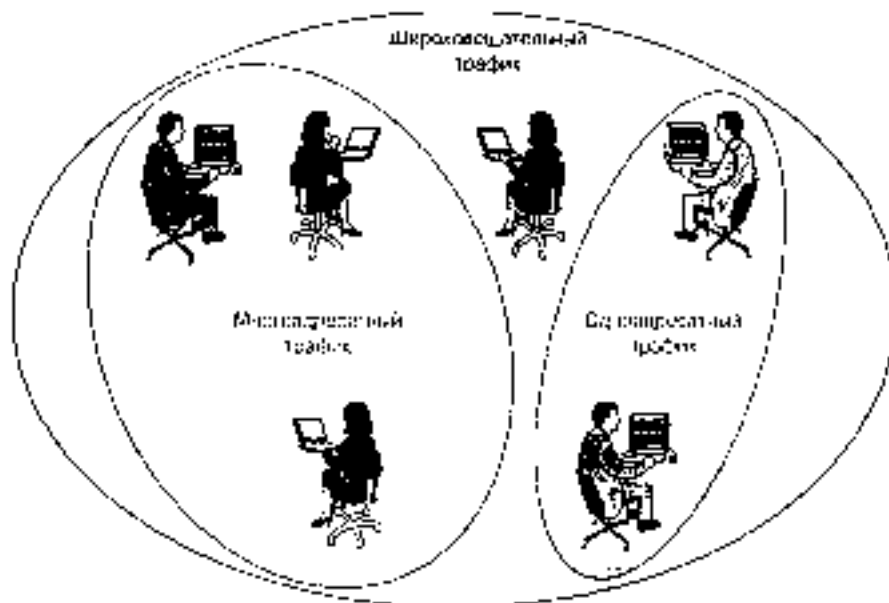 Широковещательный
трафик
Многоадресный
трафик
Одноадресный
трафик